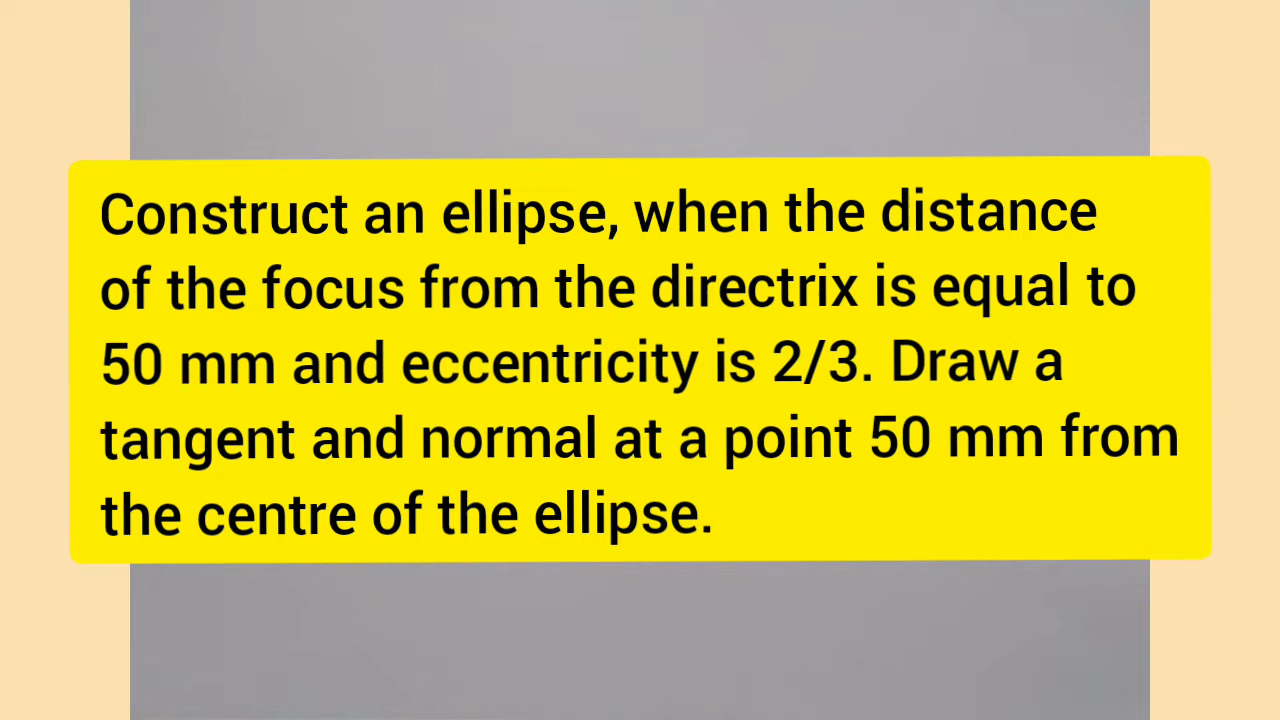 Construct an ellipse, when the distance
of the focus from the directrix is equal to
50 mm and eccentricity is 2/3. Draw a
tangent and normal at a point 50 mm from
the centre of the ellipse.